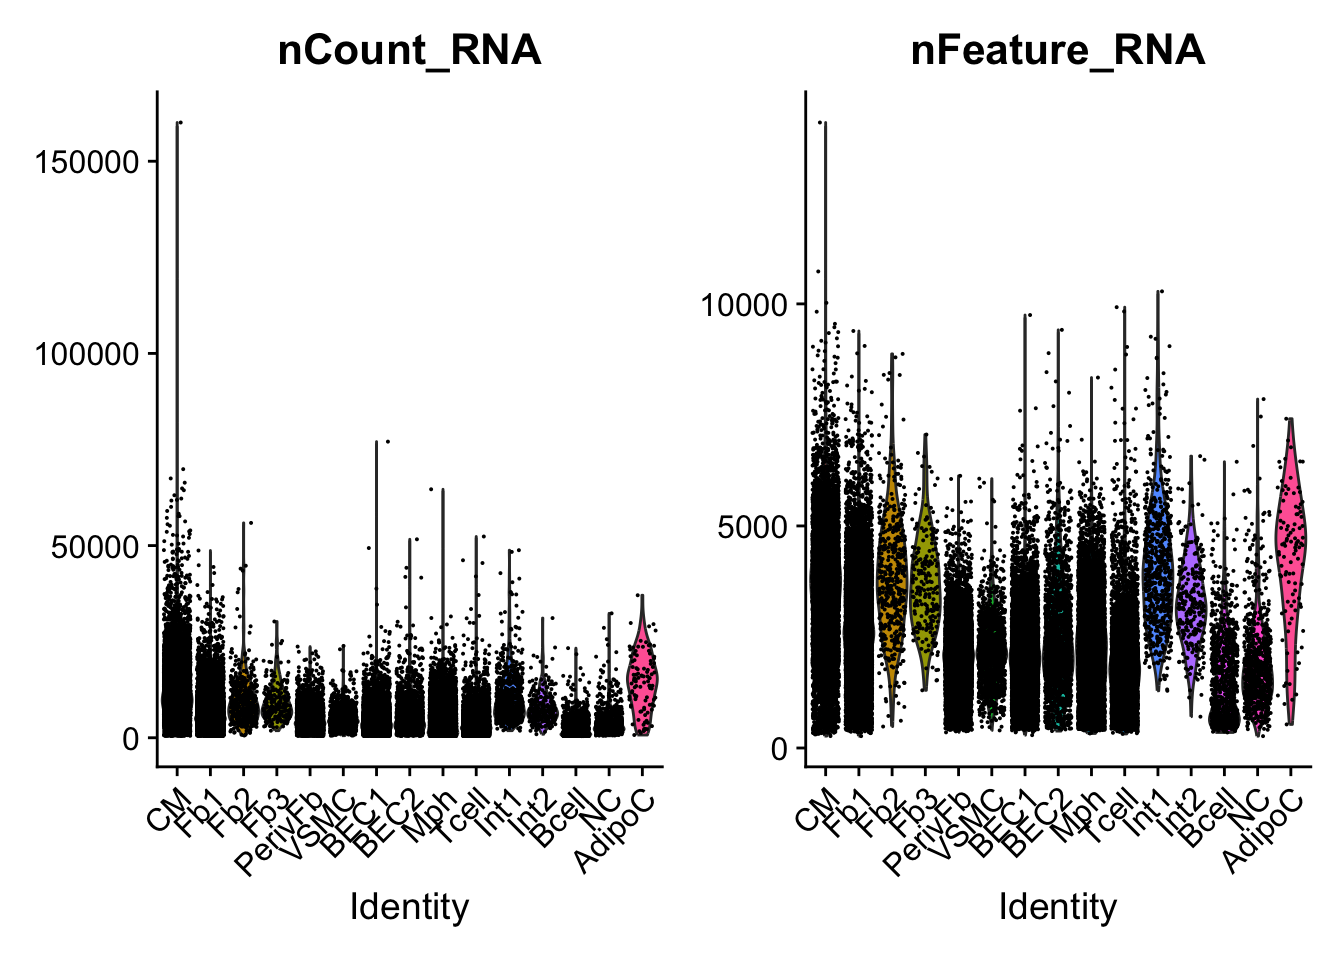 nCount_RNA
150000
100000
50000
0
CM
Fb1
Fb2
Fb3
PerivFb
VSMC
BEC1
BEC2
Mph
Tcell
Int1
Int2
Bcell
NC
AdipoC
Identity
nFeature_RNA
10000
5000
0
CM
Fb1
Fb2
Fb3
PerivFb
VSMC
BEC1
BEC2
Mph
Tcell
Int1
Int2
Bcell
NC
AdipoC
Identity